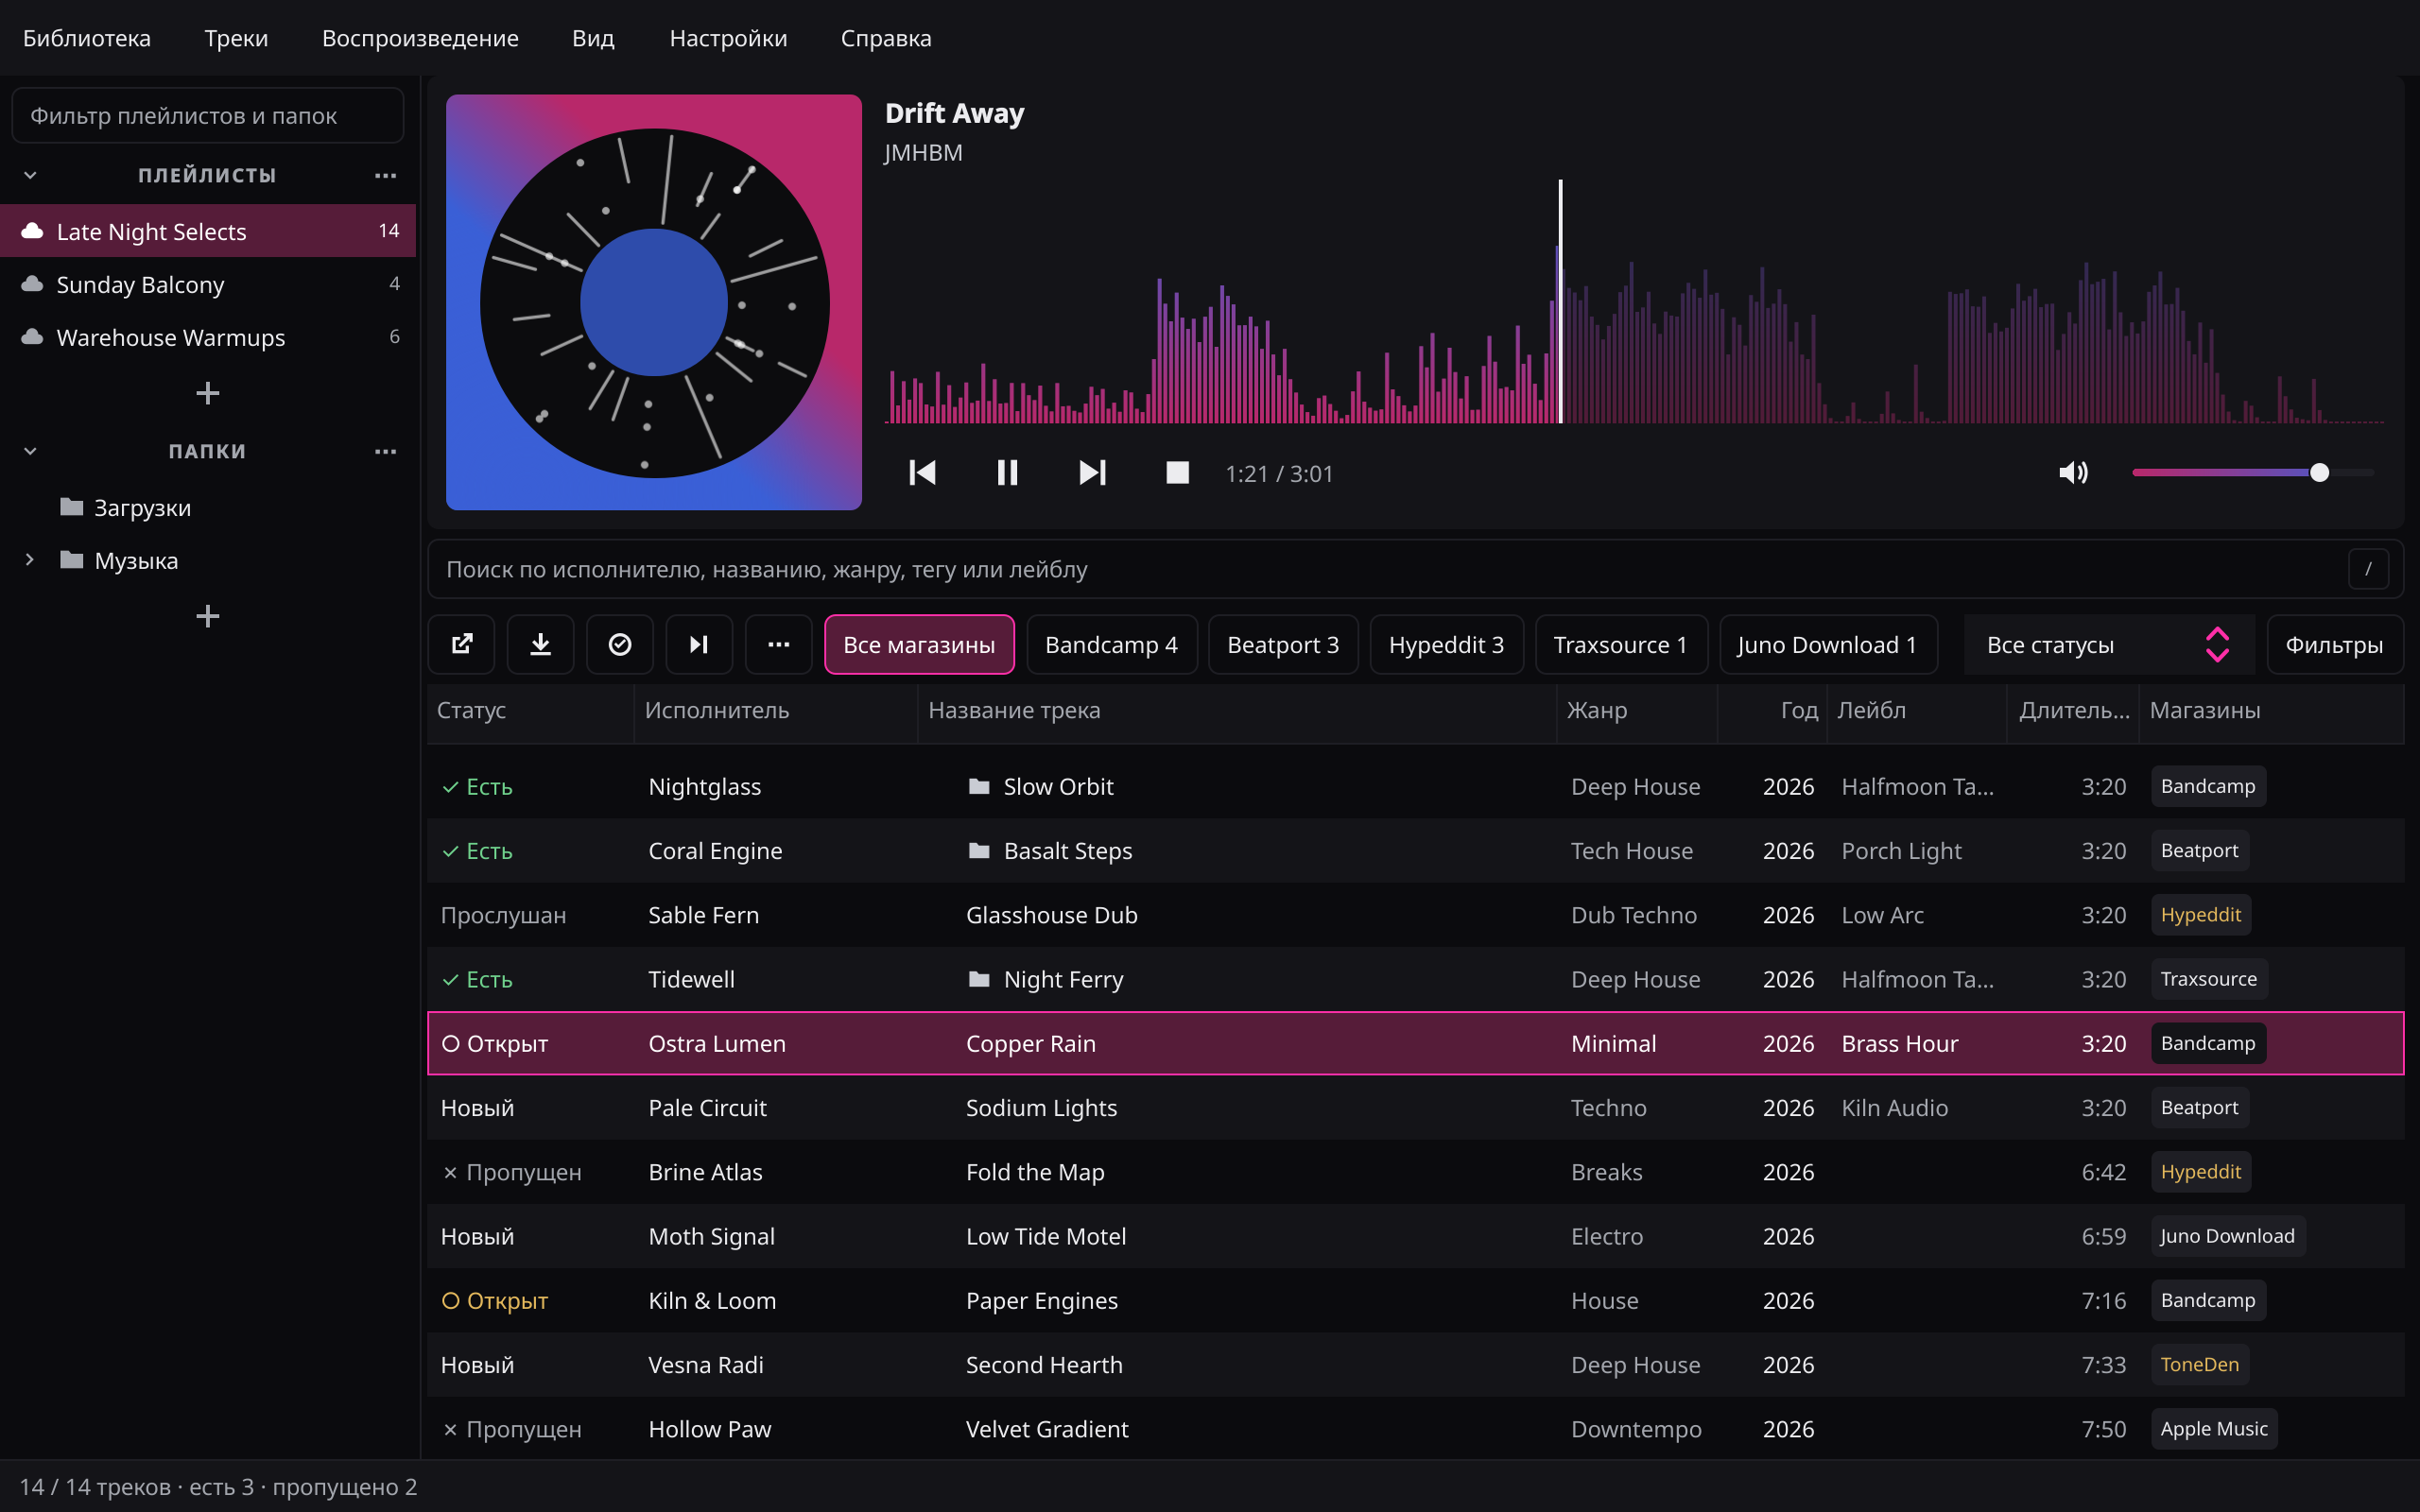 Библиотека Треки Воспроизведение Вид Настройки Справка
Фильтр плейлистов и папок
ПЛЕЙЛИСТЫ ...
Late Night Selects 14
Sunday Balcony 4
Warehouse Warmups 6
+
ПАПКИ ...
Загрузки
Музыка
+
Drift Away
JMHBM
1:21 / 3:01
Поиск по исполнителю, названию, жанру, тегу или лейблу /
... Все магазины Bandcamp 4 Beatport 3 Hypeddit 3 Traxsource 1 Juno Download 1 Все статусы Фильтры
Статус Исполнитель Название трека Жанр Год Лейбл Длитель... Магазины
✓ Есть Nightglass Slow Orbit Deep House 2026 Halfmoon Ta... 3:20 Bandcamp
✓ Есть Coral Engine Basalt Steps Tech House 2026 Porch Light 3:20 Beatport
Прослушан Sable Fern Glasshouse Dub Dub Techno 2026 Low Arc 3:20 Hypeddit
✓ Есть Tidewell Night Ferry Deep House 2026 Halfmoon Ta... 3:20 Traxsource
○ Открыт Ostra Lumen Copper Rain Minimal 2026 Brass Hour 3:20 Bandcamp
Новый Pale Circuit Sodium Lights Techno 2026 Kiln Audio 3:20 Beatport
× Пропущен Brine Atlas Fold the Map Breaks 2026 6:42 Hypeddit
Новый Moth Signal Low Tide Motel Electro 2026 6:59 Juno Download
○ Открыт Kiln & Loom Paper Engines House 2026 7:16 Bandcamp
Новый Vesna Radi Second Hearth Deep House 2026 7:33 ToneDen
× Пропущен Hollow Paw Velvet Gradient Downtempo 2026 7:50 Apple Music
14 / 14 треков · есть 3 · пропущено 2